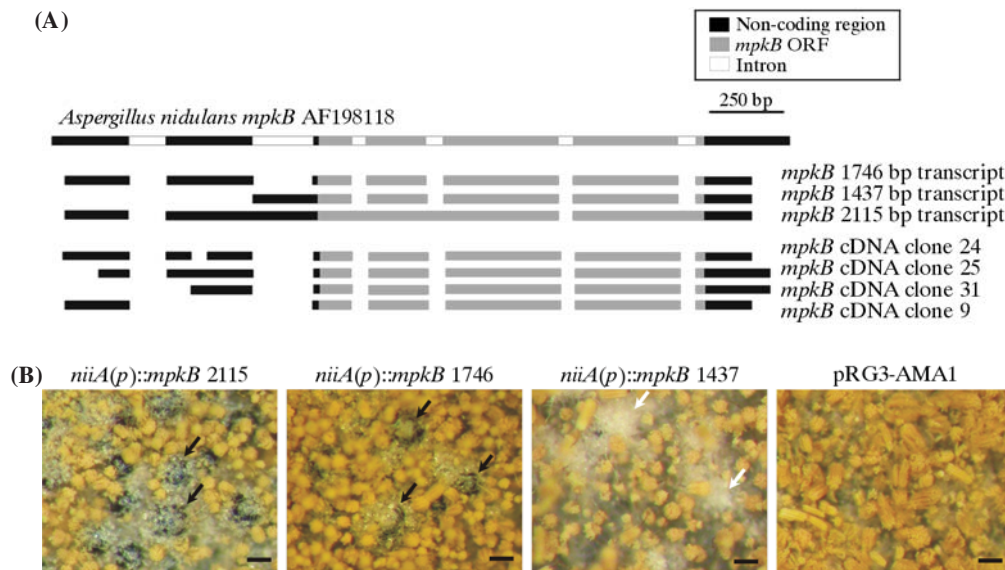 (A)
Non-coding region
mpkB ORF
Intron
250 bp
Aspergillus nidulans mpkB AF198118
mpkB 1746 bp transcript
mpkB 1437 bp transcript
mpkB 2115 bp transcript
mpkB cDNA clone 24
mpkB cDNA clone 25
mpkB cDNA clone 31
mpkB cDNA clone 9
(B)
niiA(p)::mpkB 2115
niiA(p)::mpkB 1746
niiA(p)::mpkB 1437
pRG3-AMA1